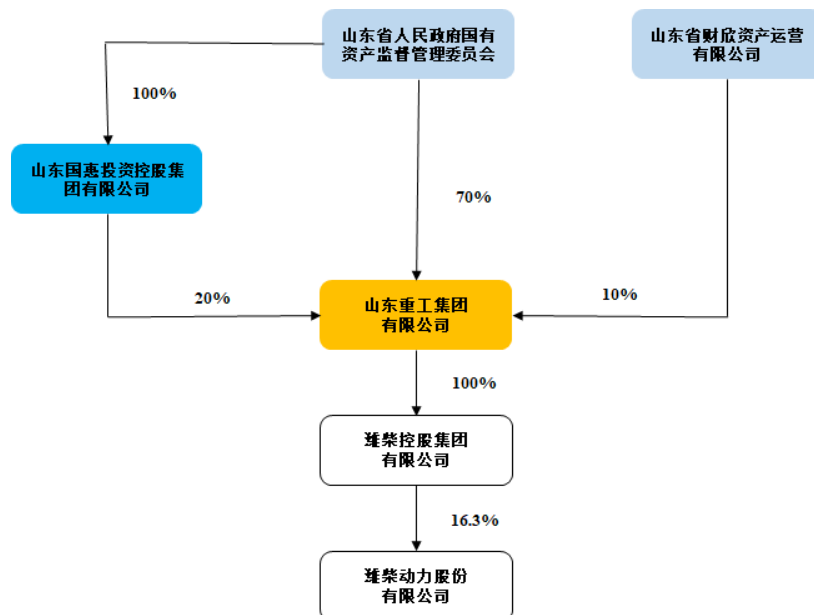 山东省人民政府国有
资产监督管理委员会
山东省财欣资产运营
有限公司
100%
山东国惠投资控股集
团有限公司
70%
20%
山东重工集团
有限公司
10%
100%
潍柴控股集团
有限公司
16.3%
潍柴动力股份
有限公司